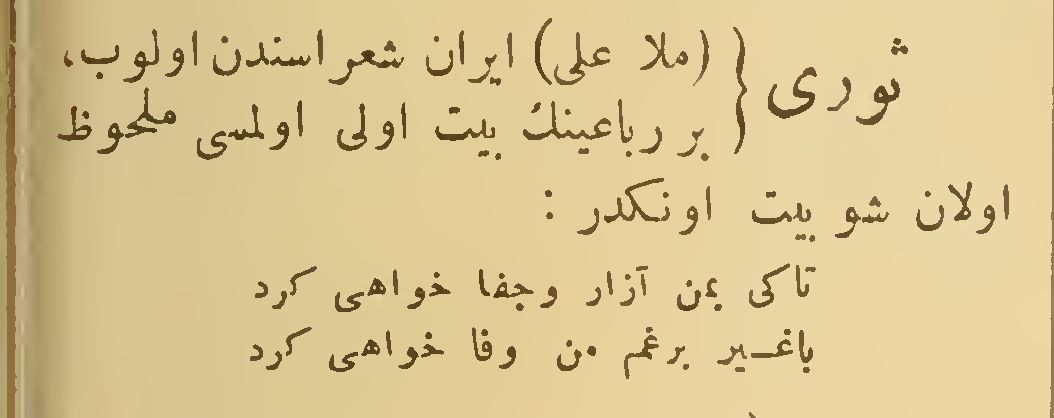 ثوری { (ملا علی) ایران شعراسندن اولوب،
بر رباعینك بیت اولی اولمسی ملحوظ
اولان شو بیت اونکدر :
تاکی بمن آزار وجفا خواهی کرد
باغیر برغم من وفا خواهی کرد